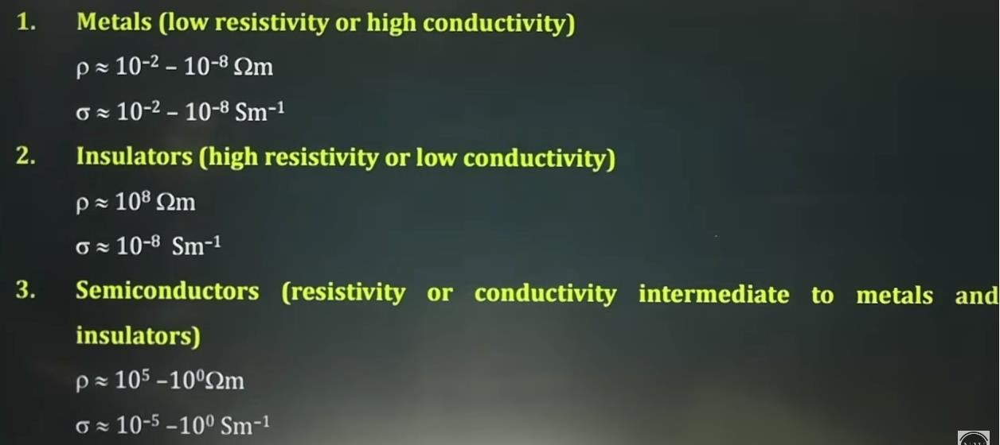 1. Metals (low resistivity or high conductivity)
ρ ≈ 10⁻² – 10⁻⁸ Ωm
σ ≈ 10⁻² – 10⁻⁸ Sm⁻¹
2. Insulators (high resistivity or low conductivity)
ρ ≈ 10⁸ Ωm
σ ≈ 10⁻⁸ Sm⁻¹
3. Semiconductors (resistivity or conductivity intermediate to metals and
insulators)
ρ ≈ 10⁵ –10⁰Ωm
σ ≈ 10⁻⁵ –10⁰ Sm⁻¹